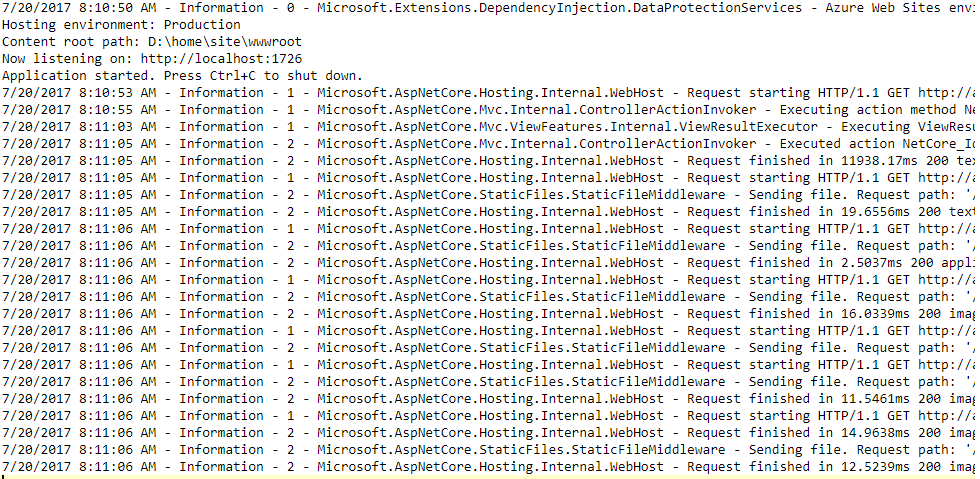 7/20/2017 8:10:50 AM - Information - 0 - Microsoft.Extensions.DependencyInjection.DataProtectionServices - Azure Web Sites envi
Hosting environment: Production
Content root path: D:\home\site\wwwroot
Now listening on: http://localhost:1726
Application started. Press Ctrl+C to shut down.
7/20/2017 8:10:53 AM - Information - 1 - Microsoft.AspNetCore.Hosting.Internal.WebHost - Request starting HTTP/1.1 GET http://a
7/20/2017 8:10:55 AM - Information - 1 - Microsoft.AspNetCore.Mvc.Internal.ControllerActionInvoker - Executing action method Ne
7/20/2017 8:11:03 AM - Information - 1 - Microsoft.AspNetCore.Mvc.ViewFeatures.Internal.ViewResultExecutor - Executing ViewRes
7/20/2017 8:11:05 AM - Information - 2 - Microsoft.AspNetCore.Mvc.Internal.ControllerActionInvoker - Executed action NetCore_Id
7/20/2017 8:11:05 AM - Information - 2 - Microsoft.AspNetCore.Hosting.Internal.WebHost - Request finished in 11938.17ms 200 tex
7/20/2017 8:11:05 AM - Information - 1 - Microsoft.AspNetCore.Hosting.Internal.WebHost - Request starting HTTP/1.1 GET http://a
7/20/2017 8:11:05 AM - Information - 2 - Microsoft.AspNetCore.StaticFiles.StaticFileMiddleware - Sending file. Request path: '/
7/20/2017 8:11:05 AM - Information - 2 - Microsoft.AspNetCore.Hosting.Internal.WebHost - Request finished in 19.6556ms 200 text
7/20/2017 8:11:06 AM - Information - 1 - Microsoft.AspNetCore.Hosting.Internal.WebHost - Request starting HTTP/1.1 GET http://a
7/20/2017 8:11:06 AM - Information - 2 - Microsoft.AspNetCore.StaticFiles.StaticFileMiddleware - Sending file. Request path: '/
7/20/2017 8:11:06 AM - Information - 2 - Microsoft.AspNetCore.Hosting.Internal.WebHost - Request finished in 2.5037ms 200 appli
7/20/2017 8:11:06 AM - Information - 1 - Microsoft.AspNetCore.Hosting.Internal.WebHost - Request starting HTTP/1.1 GET http://a
7/20/2017 8:11:06 AM - Information - 2 - Microsoft.AspNetCore.StaticFiles.StaticFileMiddleware - Sending file. Request path: '/
7/20/2017 8:11:06 AM - Information - 2 - Microsoft.AspNetCore.Hosting.Internal.WebHost - Request finished in 16.0339ms 200 imag
7/20/2017 8:11:06 AM - Information - 1 - Microsoft.AspNetCore.Hosting.Internal.WebHost - Request starting HTTP/1.1 GET http://a
7/20/2017 8:11:06 AM - Information - 2 - Microsoft.AspNetCore.StaticFiles.StaticFileMiddleware - Sending file. Request path: '/
7/20/2017 8:11:06 AM - Information - 1 - Microsoft.AspNetCore.Hosting.Internal.WebHost - Request starting HTTP/1.1 GET http://a
7/20/2017 8:11:06 AM - Information - 2 - Microsoft.AspNetCore.StaticFiles.StaticFileMiddleware - Sending file. Request path: '/
7/20/2017 8:11:06 AM - Information - 2 - Microsoft.AspNetCore.Hosting.Internal.WebHost - Request finished in 11.5461ms 200 imag
7/20/2017 8:11:06 AM - Information - 1 - Microsoft.AspNetCore.Hosting.Internal.WebHost - Request starting HTTP/1.1 GET http://a
7/20/2017 8:11:06 AM - Information - 2 - Microsoft.AspNetCore.Hosting.Internal.WebHost - Request finished in 14.9638ms 200 imag
7/20/2017 8:11:06 AM - Information - 2 - Microsoft.AspNetCore.StaticFiles.StaticFileMiddleware - Sending file. Request path: '/
7/20/2017 8:11:06 AM - Information - 2 - Microsoft.AspNetCore.Hosting.Internal.WebHost - Request finished in 12.5239ms 200 imag